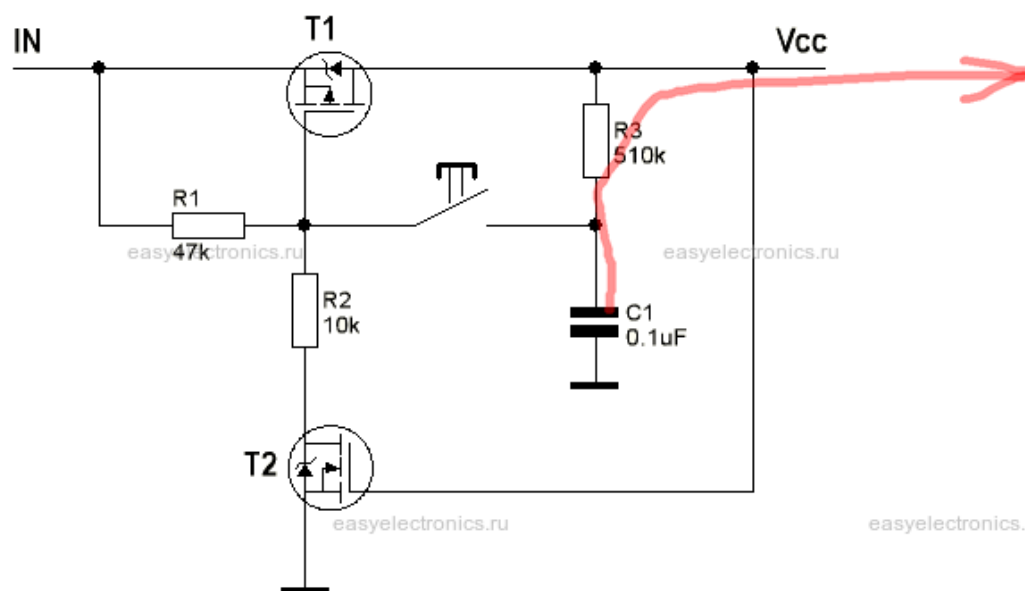 IN
T1
Vcc
R3
510k
R1
47k
easyelectronics.ru
easyelectronics.ru
R2
10k
C1
0.1uF
T2
easyelectronics.ru
easyelectronics.